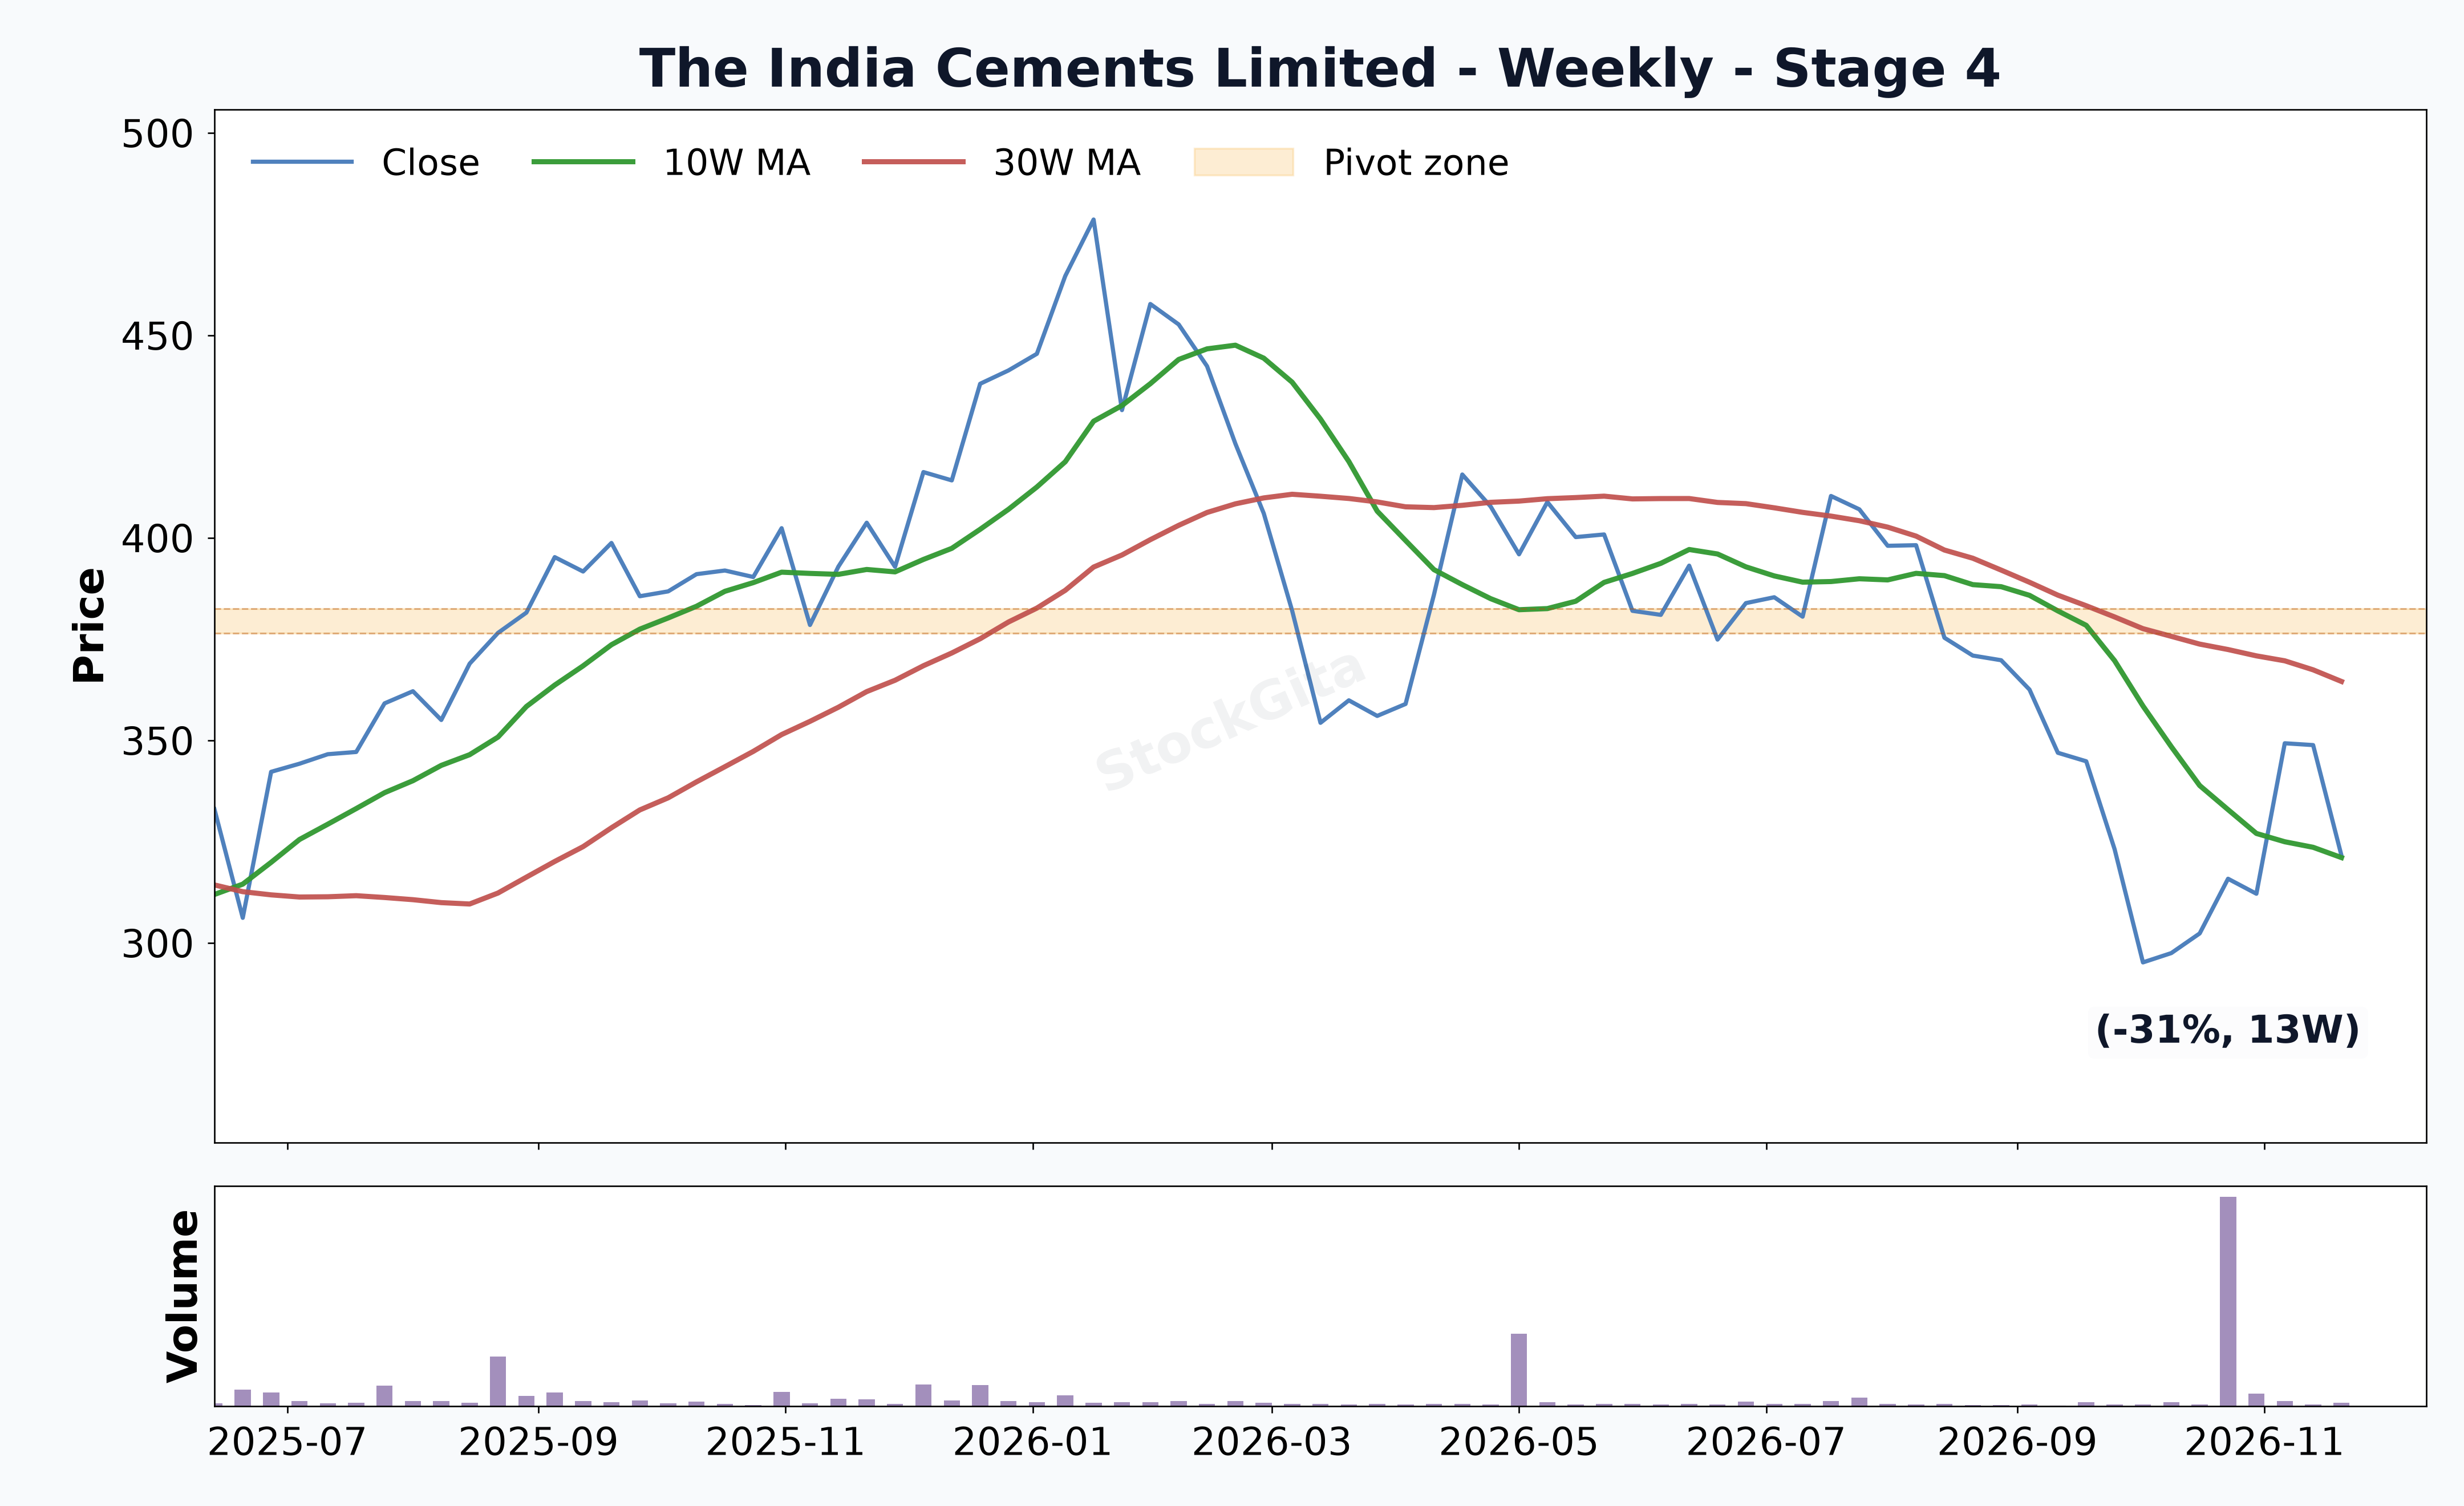 The India Cements Limited - Weekly - Stage 4
Close 10W MA 30W MA Pivot zone
500
450
400
350
300
Price
StockGita
(-31%, 13W)
Volume
2025-07 2025-09 2025-11 2026-01 2026-03 2026-05 2026-07 2026-09 2026-11